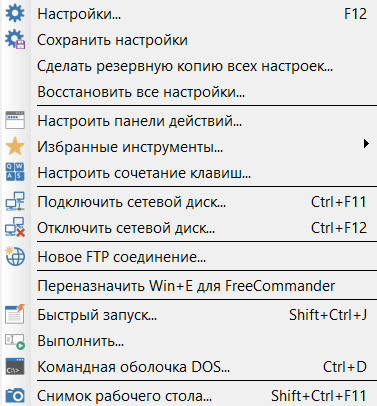 Настройки... F12
Сохранить настройки
Сделать резервную копию всех настроек...
Восстановить все настройки...
Настроить панели действий...
Избранные инструменты...
Настроить сочетание клавиш...
Подключить сетевой диск... Ctrl+F11
Отключить сетевой диск... Ctrl+F12
Новое FTP соединение...
Переназначить Win+E для FreeCommander
Быстрый запуск... Shift+Ctrl+J
Выполнить...
Командная оболочка DOS... Ctrl+D
Снимок рабочего стола... Shift+Ctrl+F11